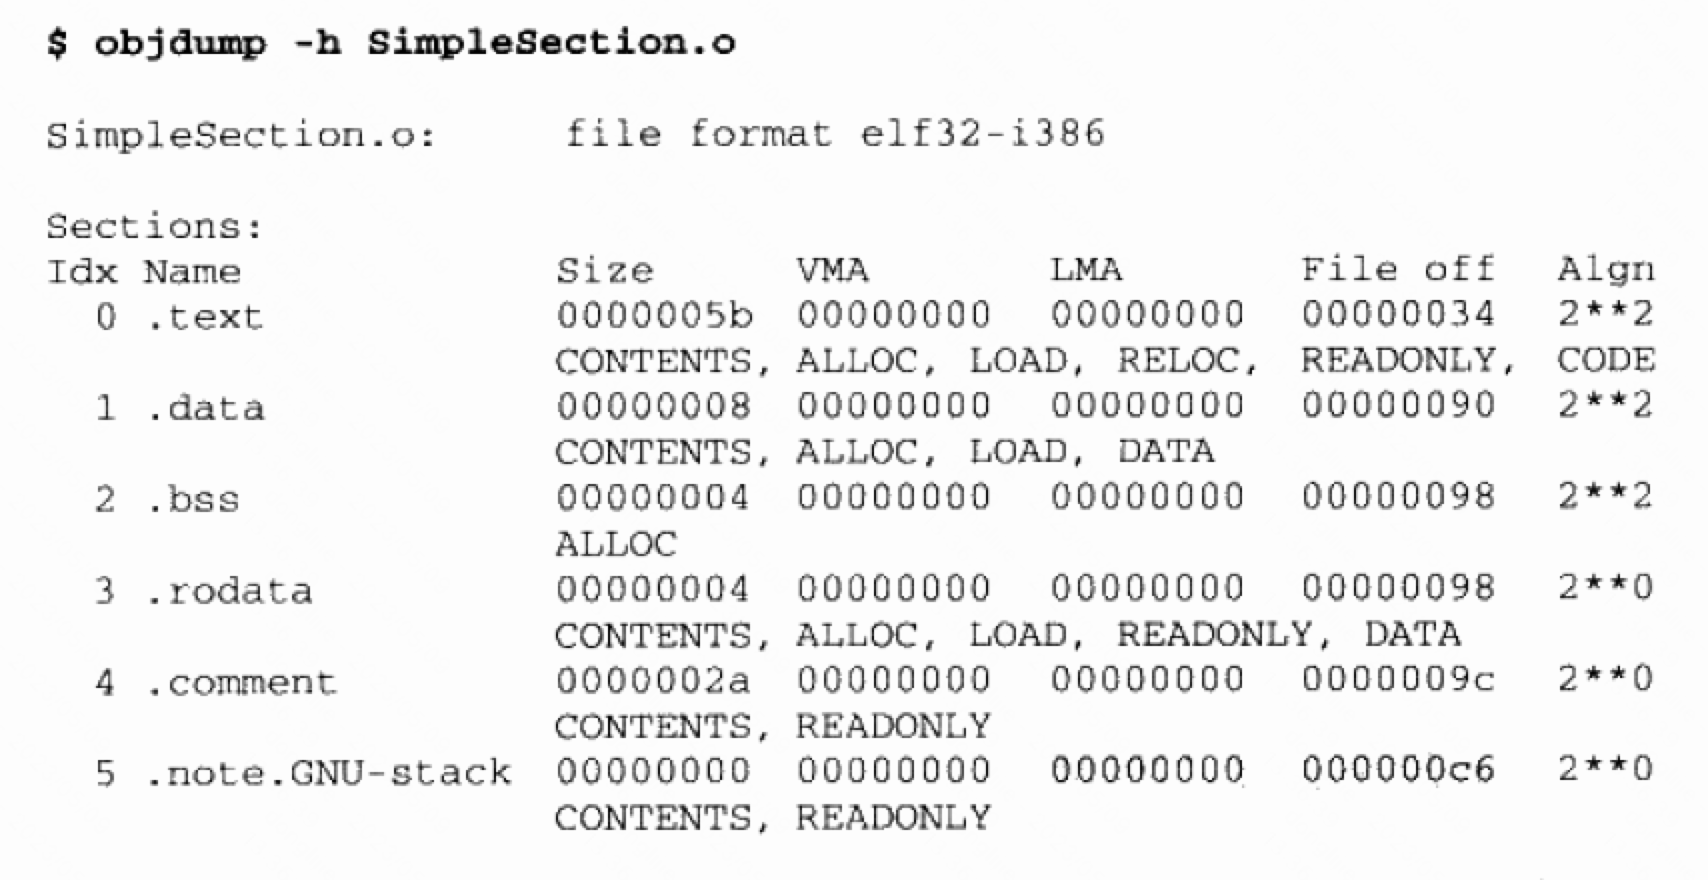 $ objdump -h SimpleSection.o
SimpleSection.o:     file format elf32-i386
Sections:
Idx Name             Size      VMA       LMA       File off  Algn
  0 .text            0000005b  00000000  00000000  00000034  2**2
                     CONTENTS, ALLOC, LOAD, RELOC, READONLY, CODE
  1 .data            00000008  00000000  00000000  00000090  2**2
                     CONTENTS, ALLOC, LOAD, DATA
  2 .bss             00000004  00000000  00000000  00000098  2**2
                     ALLOC
  3 .rodata          00000004  00000000  00000000  00000098  2**0
                     CONTENTS, ALLOC, LOAD, READONLY, DATA
  4 .comment         0000002a  00000000  00000000  0000009c  2**0
                     CONTENTS, READONLY
  5 .note.GNU-stack  00000000  00000000  00000000  000000c6  2**0
                     CONTENTS, READONLY